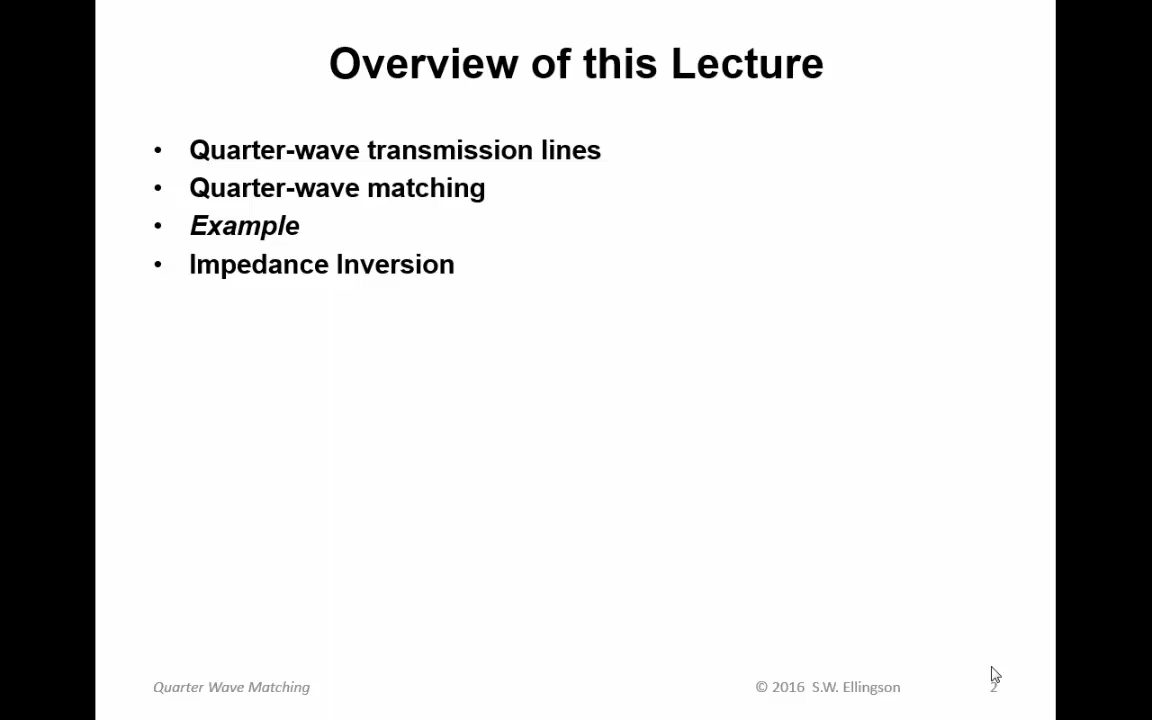 Overview of this Lecture
• Quarter-wave transmission lines
• Quarter-wave matching
• Example
• Impedance Inversion
Quarter Wave Matching © 2016 S.W. Ellingson 2